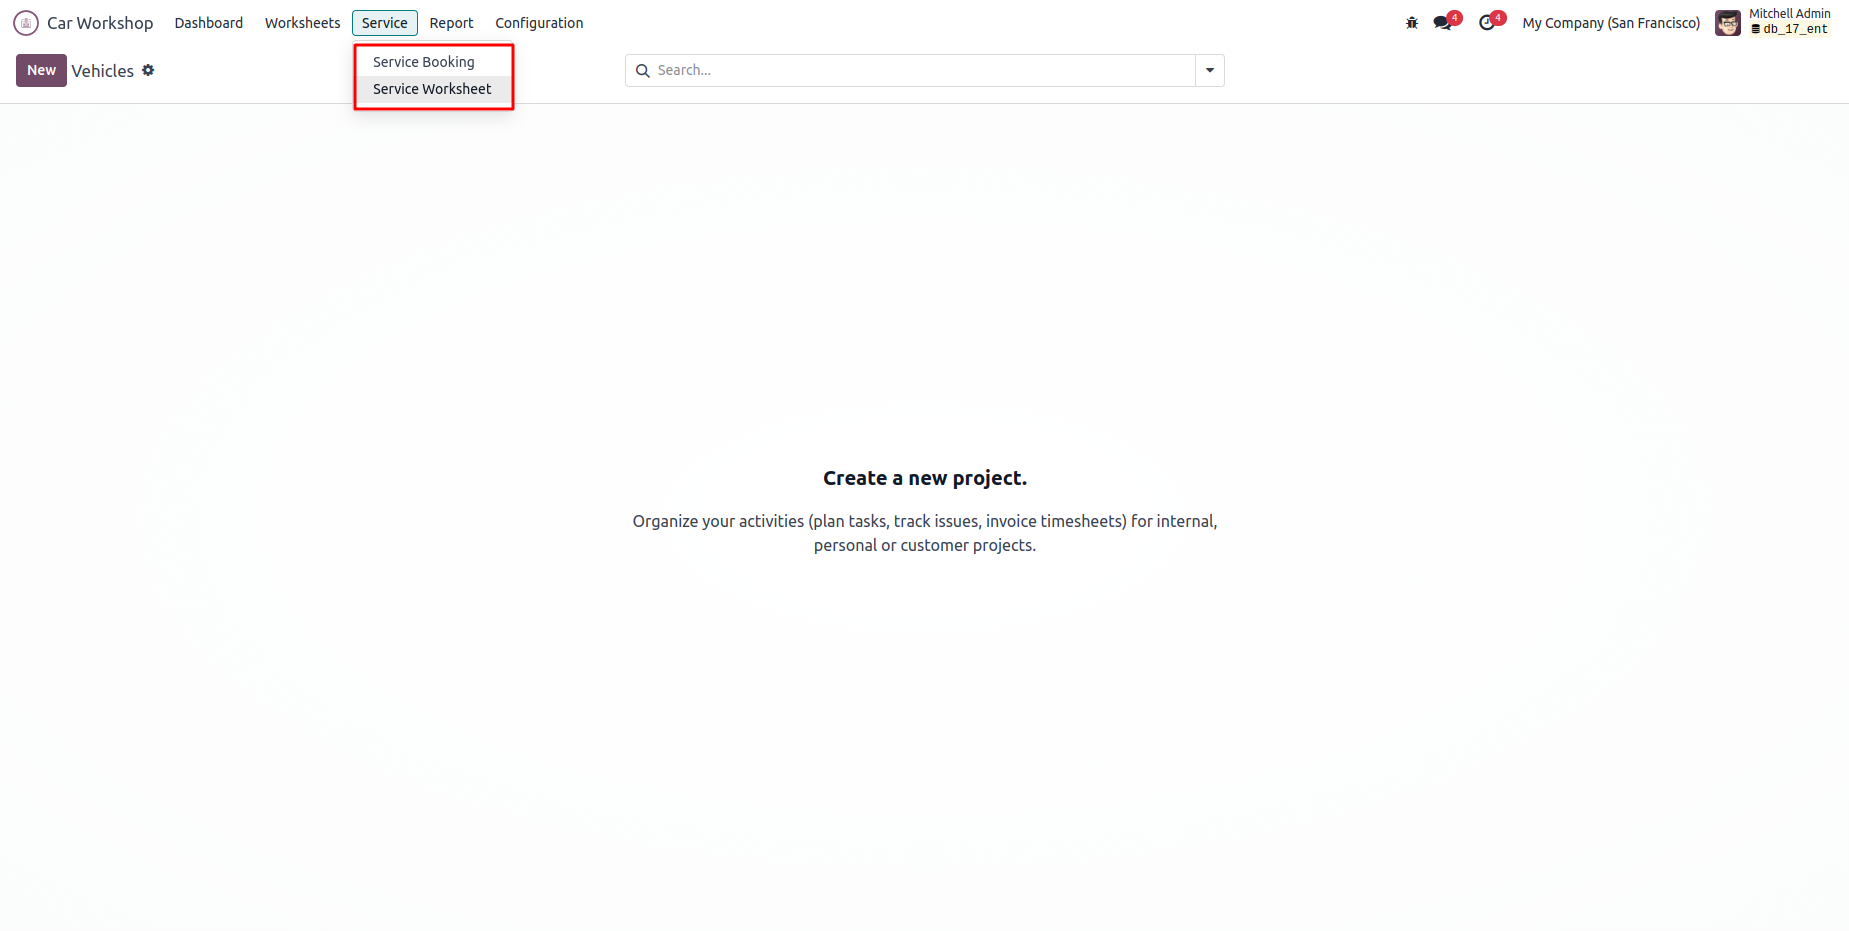 Car Workshop Dashboard Worksheets Service Report Configuration 4 4 My Company (San Francisco) Mitchell Admin
db_17_ent
New Vehicles Search...
Service Booking
Service Worksheet
Create a new project.
Organize your activities (plan tasks, track issues, invoice timesheets) for internal,
personal or customer projects.